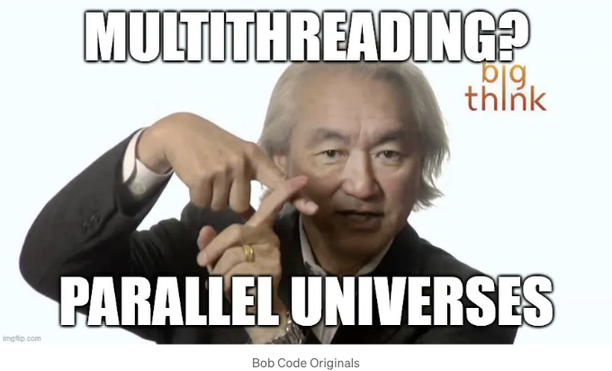 MULTITHREADING?
big
think
PARALLEL UNIVERSES
imgflip.com
Bob Code Originals